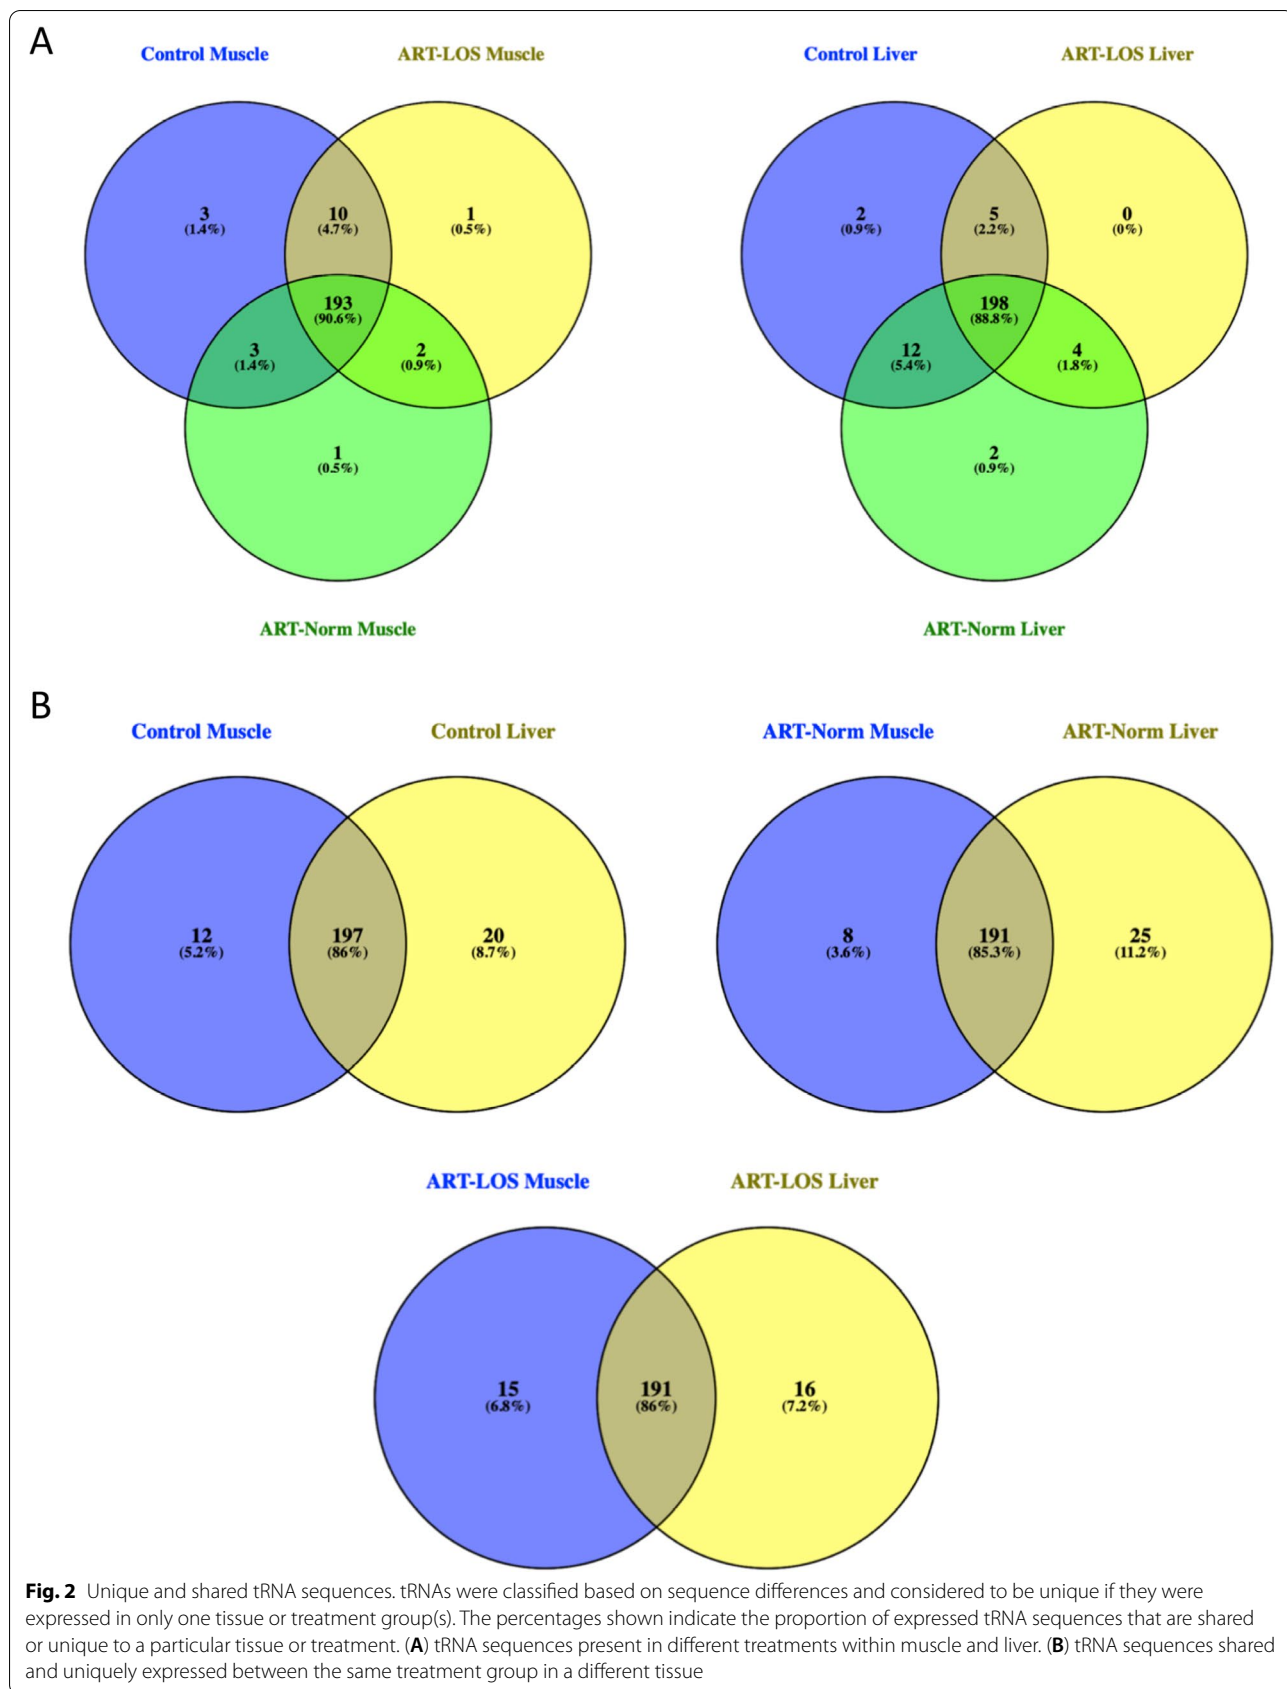 A
Control Muscle
ART-LOS Muscle
Control Liver
ART-LOS Liver
3
(1.4%)
10
(4.7%)
1
(0.5%)
193
(90.6%)
3
(1.4%)
2
(0.9%)
1
(0.5%)
ART-Norm Muscle
2
(0.9%)
5
(2.2%)
0
(0%)
198
(88.8%)
12
(5.4%)
4
(1.8%)
2
(0.9%)
ART-Norm Liver
B
Control Muscle
Control Liver
12
(5.2%)
197
(86%)
20
(8.7%)
ART-Norm Muscle
ART-Norm Liver
8
(3.6%)
191
(85.3%)
25
(11.2%)
ART-LOS Muscle
ART-LOS Liver
15
(6.8%)
191
(86%)
16
(7.2%)
Fig. 2 Unique and shared tRNA sequences. tRNAs were classified based on sequence differences and considered to be unique if they were
expressed in only one tissue or treatment group(s). The percentages shown indicate the proportion of expressed tRNA sequences that are shared
or unique to a particular tissue or treatment. (A) tRNA sequences present in different treatments within muscle and liver. (B) tRNA sequences shared
and uniquely expressed between the same treatment group in a different tissue